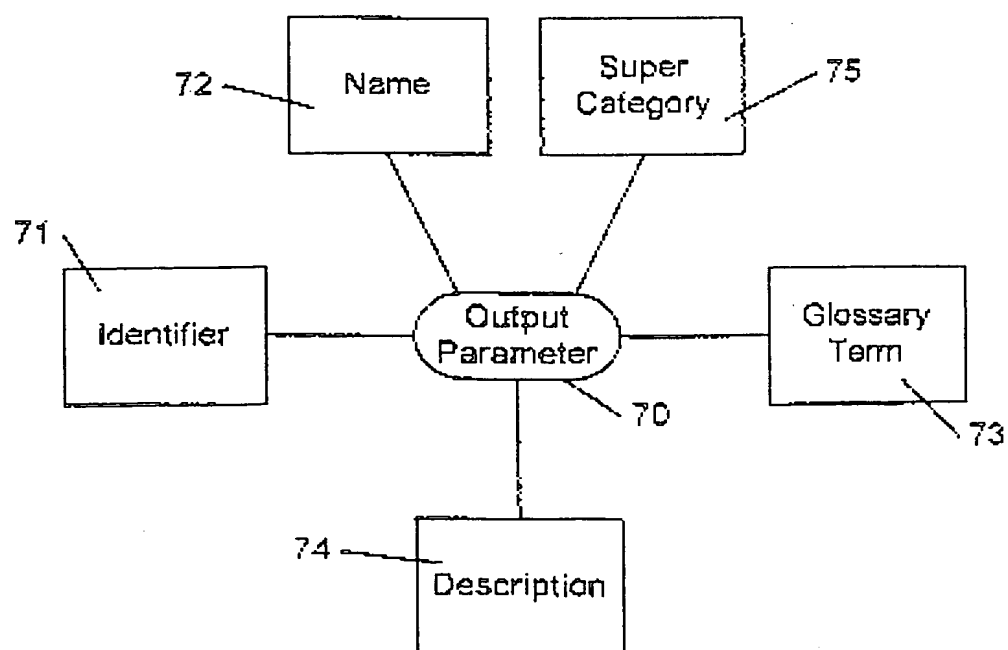 72
Name
Super
Category
75
71
Identifier
Output
Parameter
70
Glossary
Term
73
74
Description